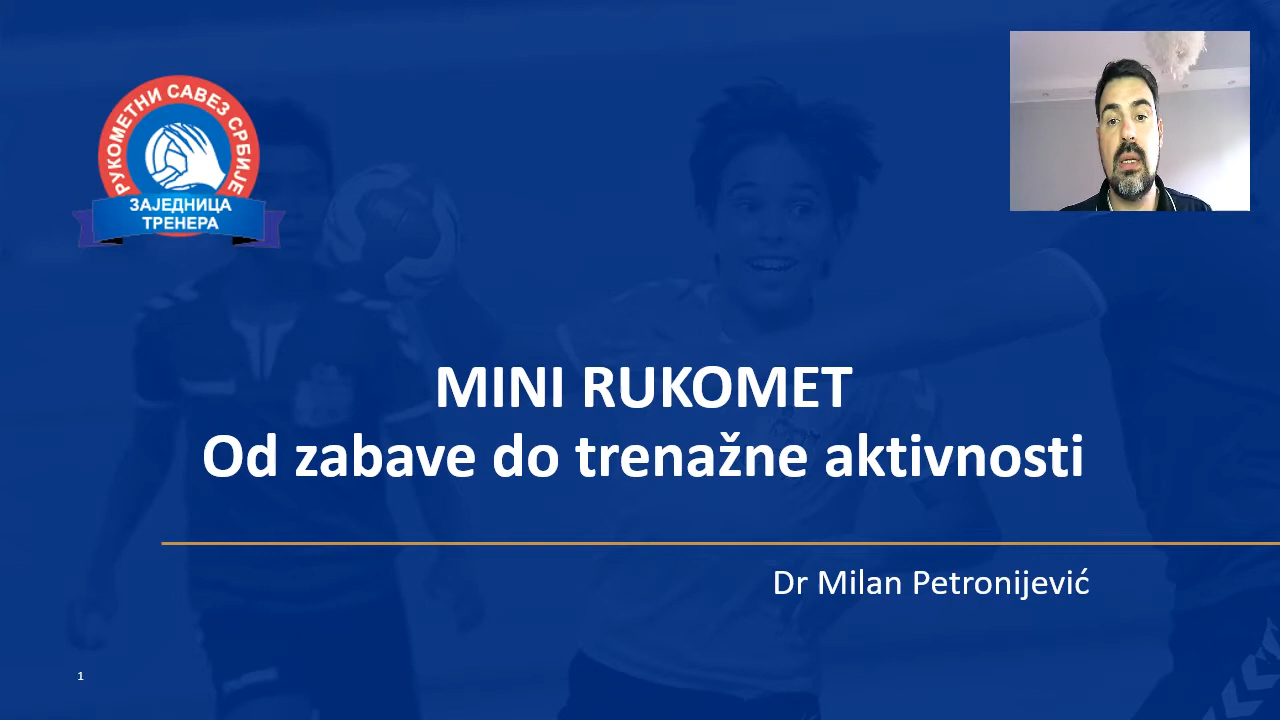 РУКОМЕТНИ САВЕЗ СРБИЈЕ
ЗАЈЕДНИЦА
ТРЕНЕРА
MINI RUKOMET
Od zabave do trenažne aktivnosti
Dr Milan Petronijević
1